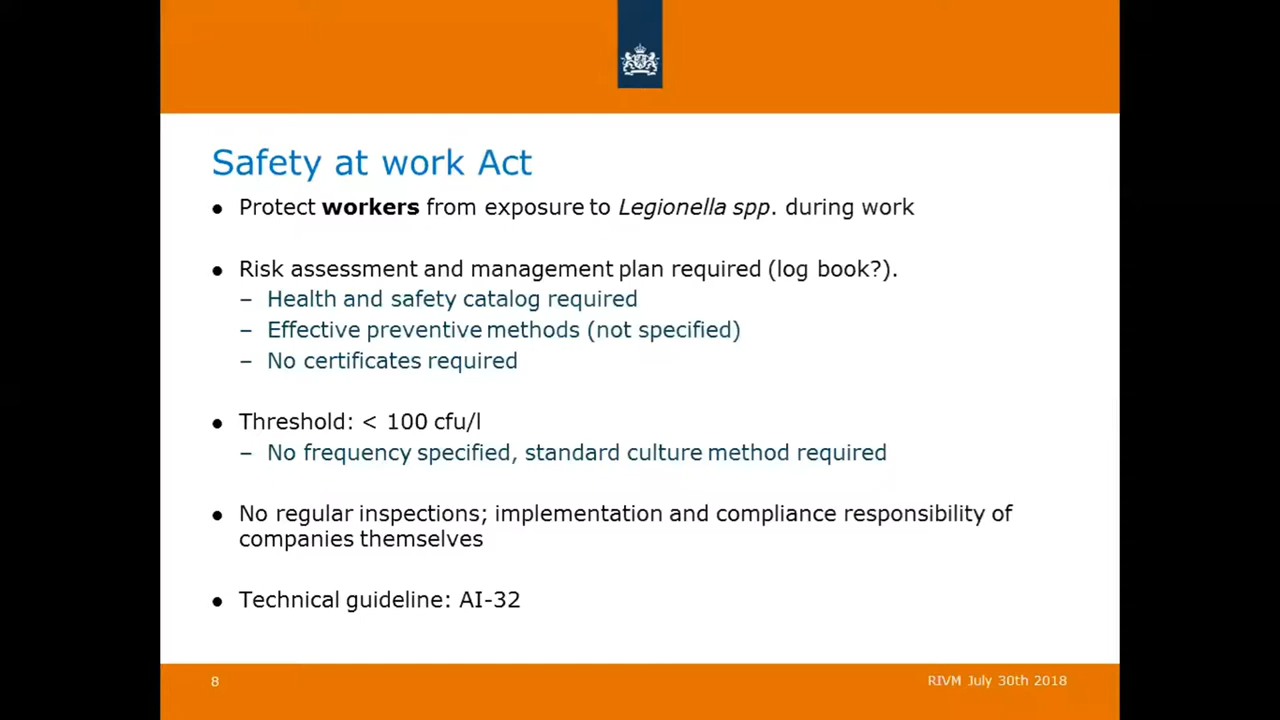 Safety at work Act
● Protect workers from exposure to Legionella spp. during work
● Risk assessment and management plan required (log book?).
– Health and safety catalog required
– Effective preventive methods (not specified)
– No certificates required
● Threshold: < 100 cfu/l
– No frequency specified, standard culture method required
● No regular inspections; implementation and compliance responsibility of
companies themselves
● Technical guideline: AI-32
8
RIVM July 30th 2018